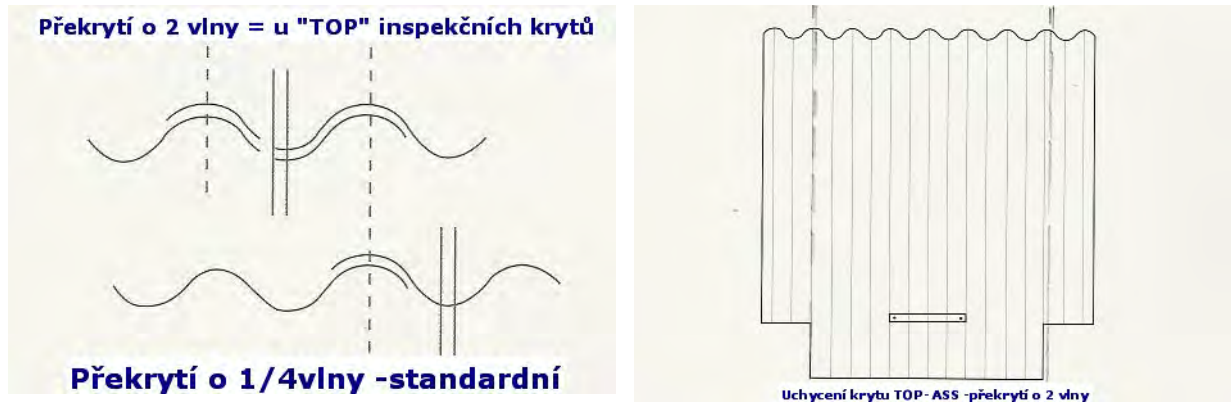 Překrytí o 2 vlny = u "TOP" inspekčních krytů
Překrytí o 1/4vlny -standardní
Uchycení krytu TOP- ASS -překrytí o 2 vlny